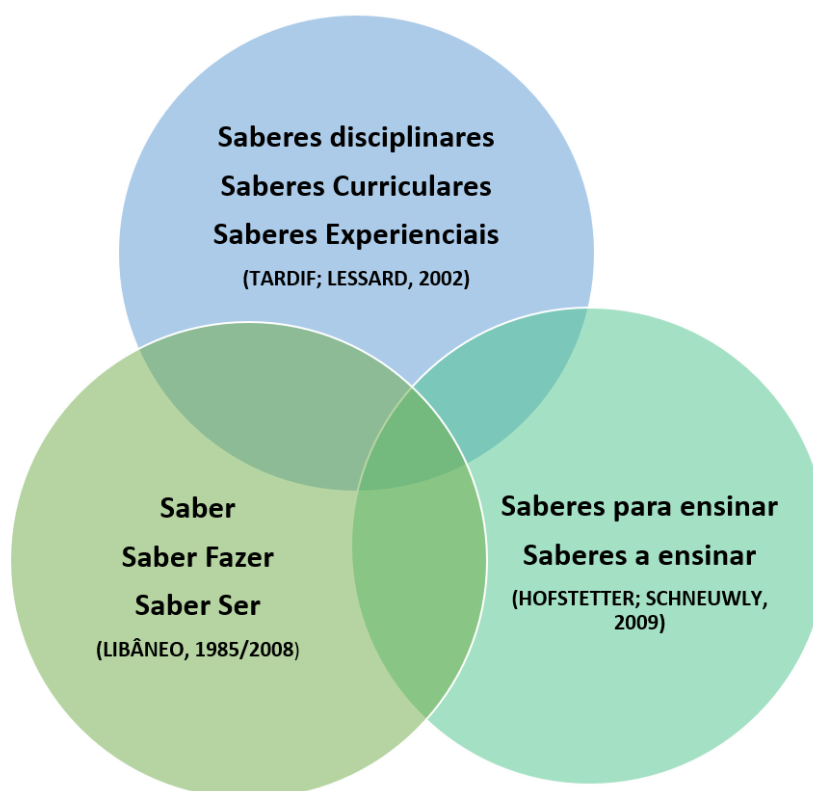 Saberes disciplinares
Saberes Curriculares
Saberes Experienciais
(TARDIF; LESSARD, 2002)
Saber
Saber Fazer
Saber Ser
(LIBÂNEO, 1985/2008)
Saberes para ensinar
Saberes a ensinar
(HOFSTETTER; SCHNEUWLY,
2009)